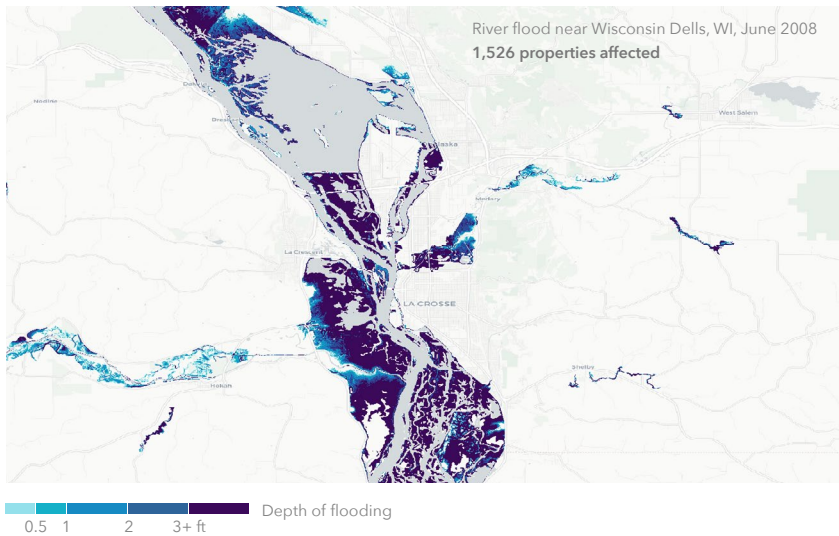 River flood near Wisconsin Dells, WI, June 2008
1,526 properties affected
West Salem
La Crescent
LA CROSSE
Hokah
Shelby
0.5 1 2 3+ ft
Depth of flooding